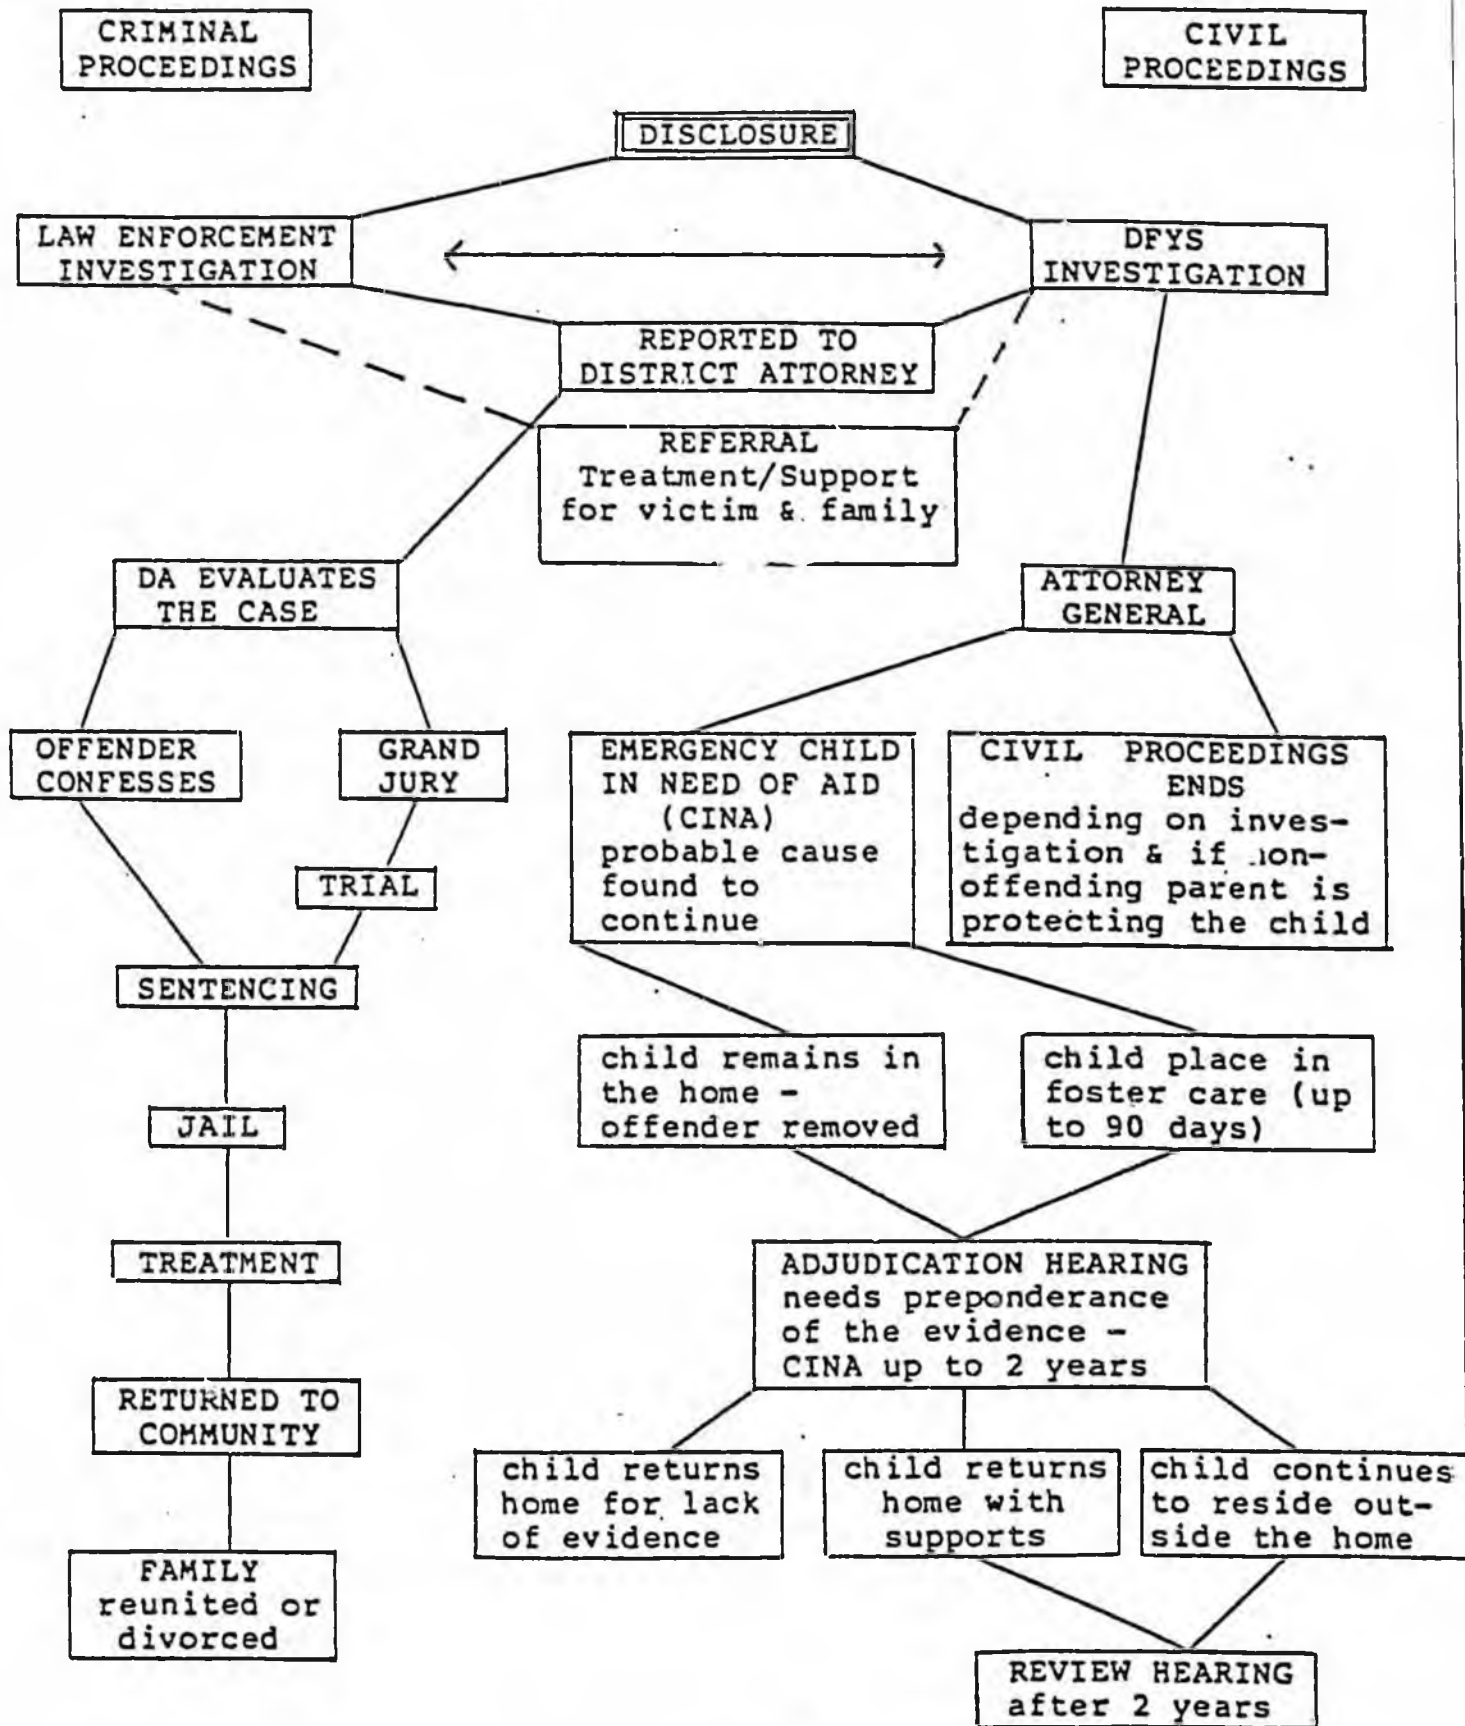 CRIMINAL
PROCEEDINGS
CIVIL
PROCEEDINGS
DISCLOSURE
LAW ENFORCEMENT
INVESTIGATION
DFYS
INVESTIGATION
REPORTED TO
DISTRICT ATTORNEY
REFERRAL
Treatment/Support
for victim & family
DA EVALUATES
THE CASE
ATTORNEY
GENERAL
OFFENDER
CONFESSES
GRAND
JURY
TRIAL
SENTENCING
JAIL
TREATMENT
RETURNED TO
COMMUNITY
FAMILY
reunited or
divorced
EMERGENCY CHILD
IN NEED OF AID
(CINA)
probable cause
found to
continue
CIVIL PROCEEDINGS
ENDS
depending on inves-
tigation & if non-
offending parent is
protecting the child
child remains in
the home -
offender removed
child place in
foster care (up
to 90 days)
ADJUDICATION HEARING
needs preponderance
of the evidence -
CINA up to 2 years
child returns
home for lack
of evidence
child returns
home with
supports
child continues
to reside out-
side the home
REVIEW HEARING
after 2 years